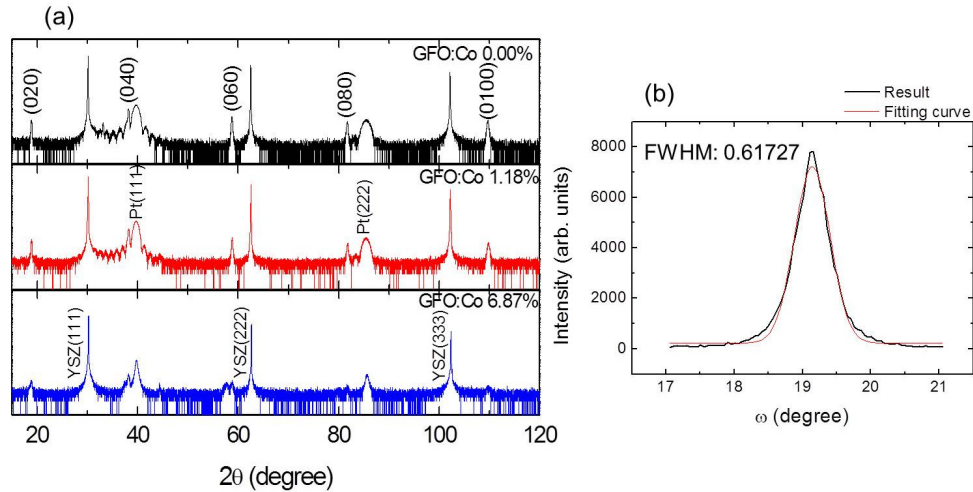 (a)
GFO:Co 0.00%
(020)
(040)
(060)
(080)
(0100)
GFO:Co 1.18%
Pt(111)
Pt(222)
GFO:Co 6.87%
YSZ(111)
YSZ(222)
YSZ(333)
20 40 60 80 100 120
2θ (degree)
(b)
Result
Fitting curve
FWHM: 0.61727
8000
6000
4000
2000
0
Intensity (arb. units)
17 18 19 20 21
ω (degree)